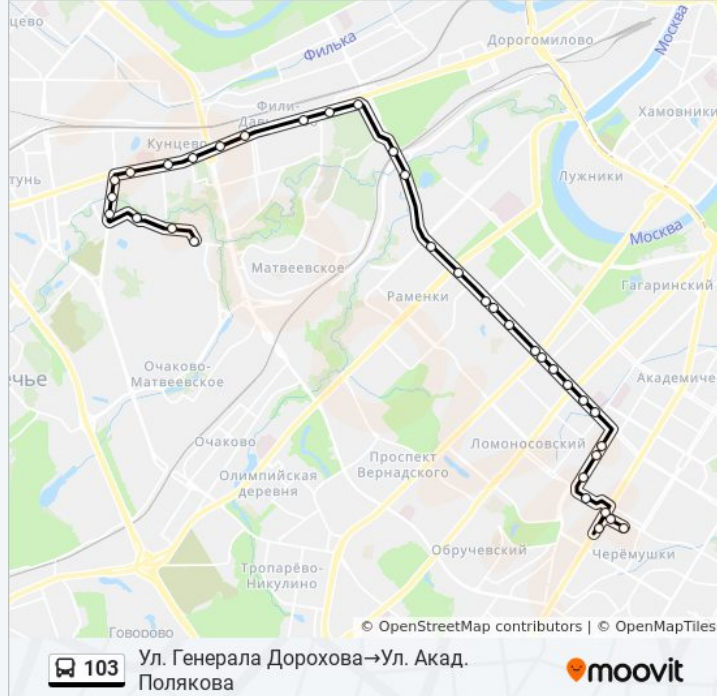 цево
Филька
Дорогомилово
Москва
Фили-
Дав
Хамовники
Кунцево
тунь
Лужники
Москва
Матвеевское
Гагаринский
Раменки
Очаково-
Матвеевское
ечье
Академиче
Очаково
Ломоносовский
Проспект
Вернадского
Олимпийская
деревня
Обручевский
Черёмушки
Тропарёво-
Никулино
© OpenStreetMap contributors | © OpenMapTiles
Говорово
103 Ул. Генерала Дорохова→Ул. Акад.
Полякова
moovit